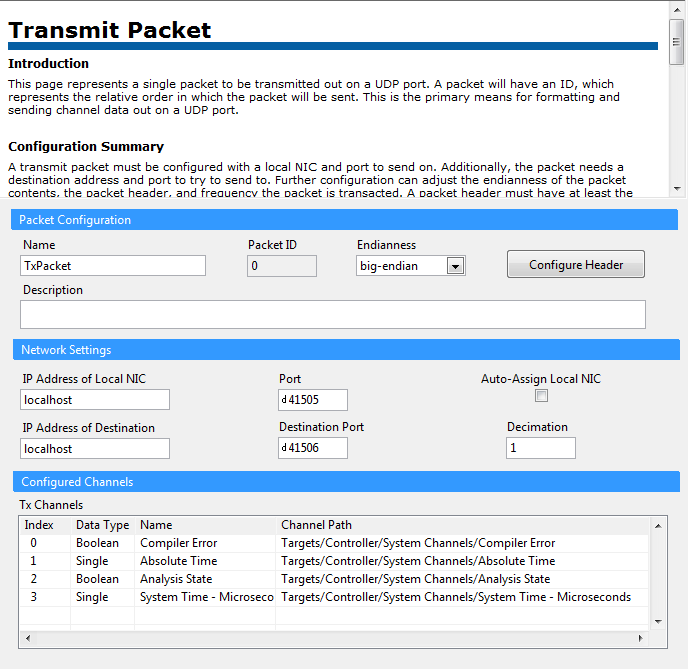 Transmit Packet
Introduction
This page represents a single packet to be transmitted out on a UDP port. A packet will have an ID, which
represents the relative order in which the packet will be sent. This is the primary means for formatting and
sending channel data out on a UDP port.
Configuration Summary
A transmit packet must be configured with a local NIC and port to send on. Additionally, the packet needs a
destination address and port to try to send to. Further configuration can adjust the endianness of the packet
contents, the packet header, and frequency the packet is transacted. A packet header must have at least the
Packet Configuration
Name Packet ID Endianness
TxPacket 0 big-endian Configure Header
Description
Network Settings
IP Address of Local NIC Port Auto-Assign Local NIC
localhost d 41505
IP Address of Destination Destination Port Decimation
localhost d 41506 1
Configured Channels
Tx Channels
Index Data Type Name Channel Path
0 Boolean Compiler Error Targets/Controller/System Channels/Compiler Error
1 Single Absolute Time Targets/Controller/System Channels/Absolute Time
2 Boolean Analysis State Targets/Controller/System Channels/Analysis State
3 Single System Time - Microseco Targets/Controller/System Channels/System Time - Microseconds